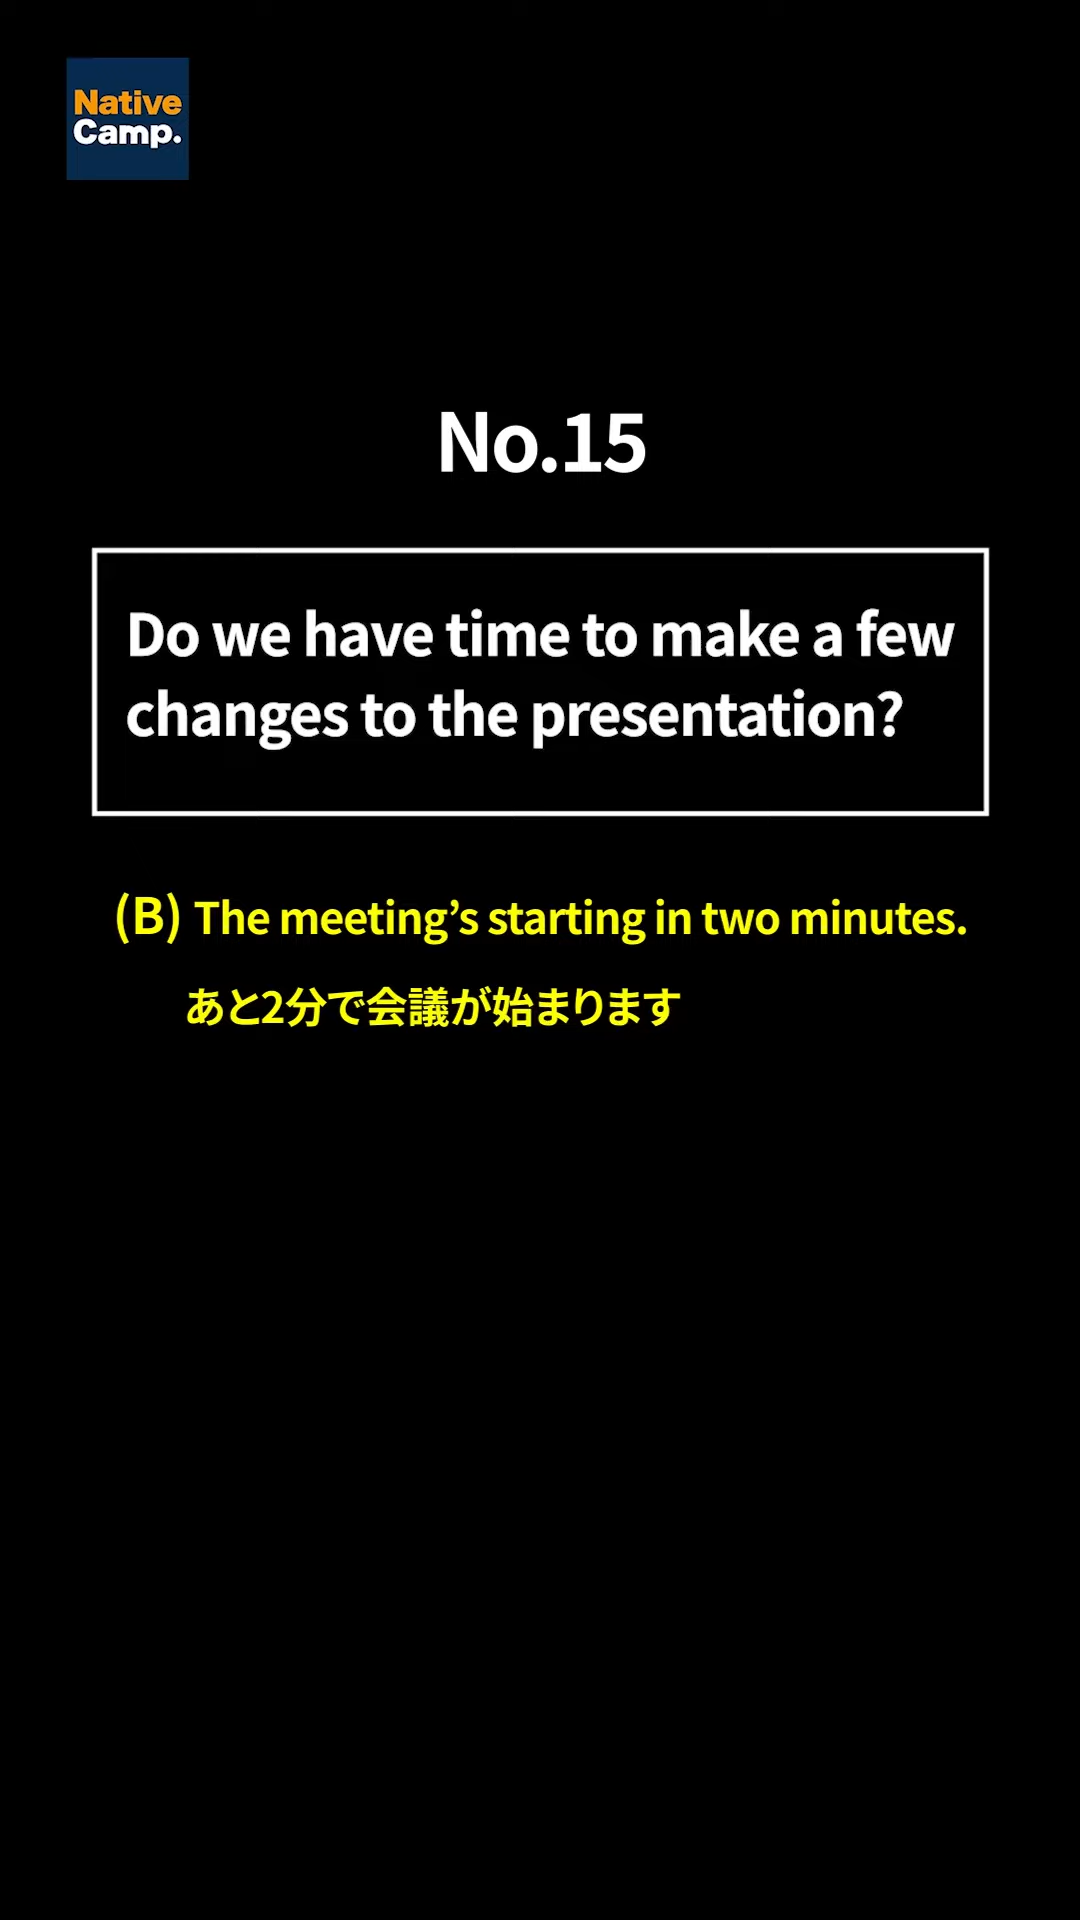 Native
Camp.
No.15
Do we have time to make a few
changes to the presentation?
(B) The meeting’s starting in two minutes.
あと2分で会議が始まります